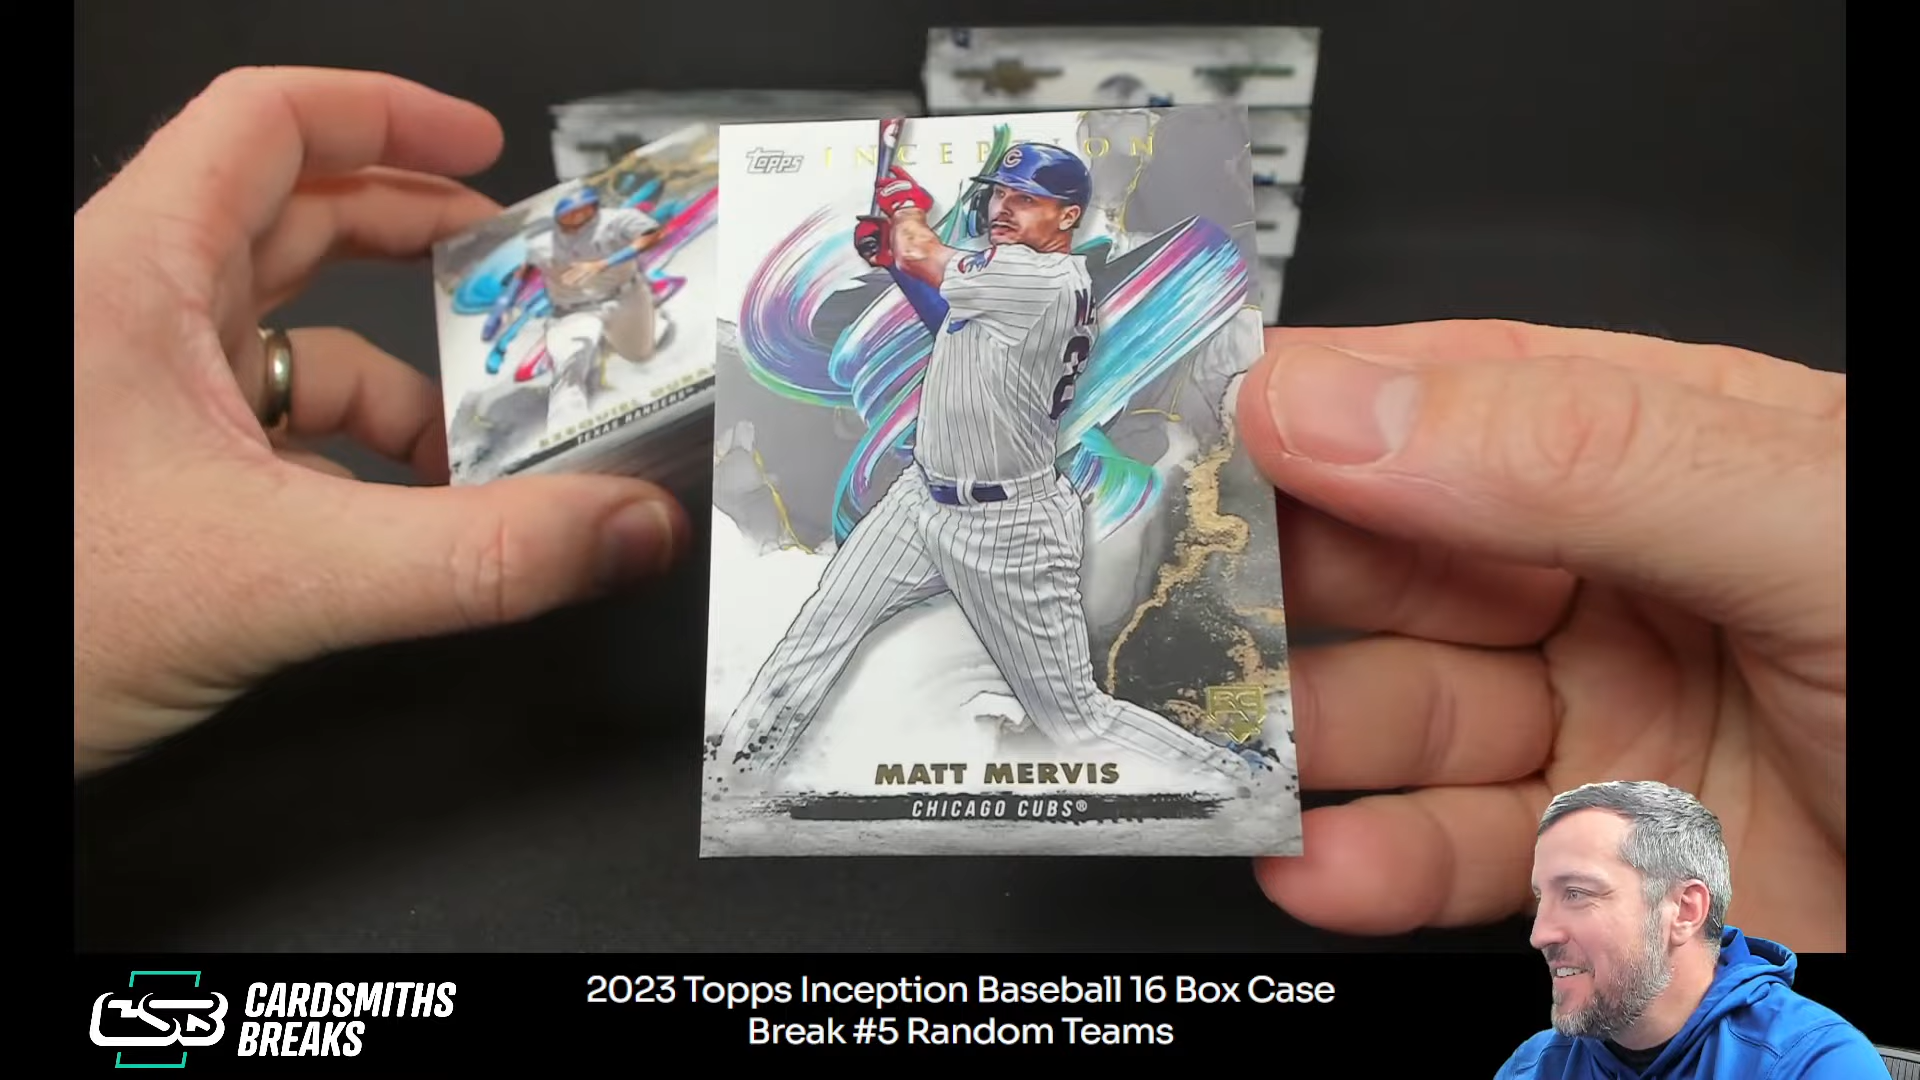 topps INCEPTION
MATT MERVIS
CHICAGO CUBS®
RC
TEXAS RANGERS
CSB CARDSMITHS
BREAKS
2023 Topps Inception Baseball 16 Box Case
Break #5 Random Teams